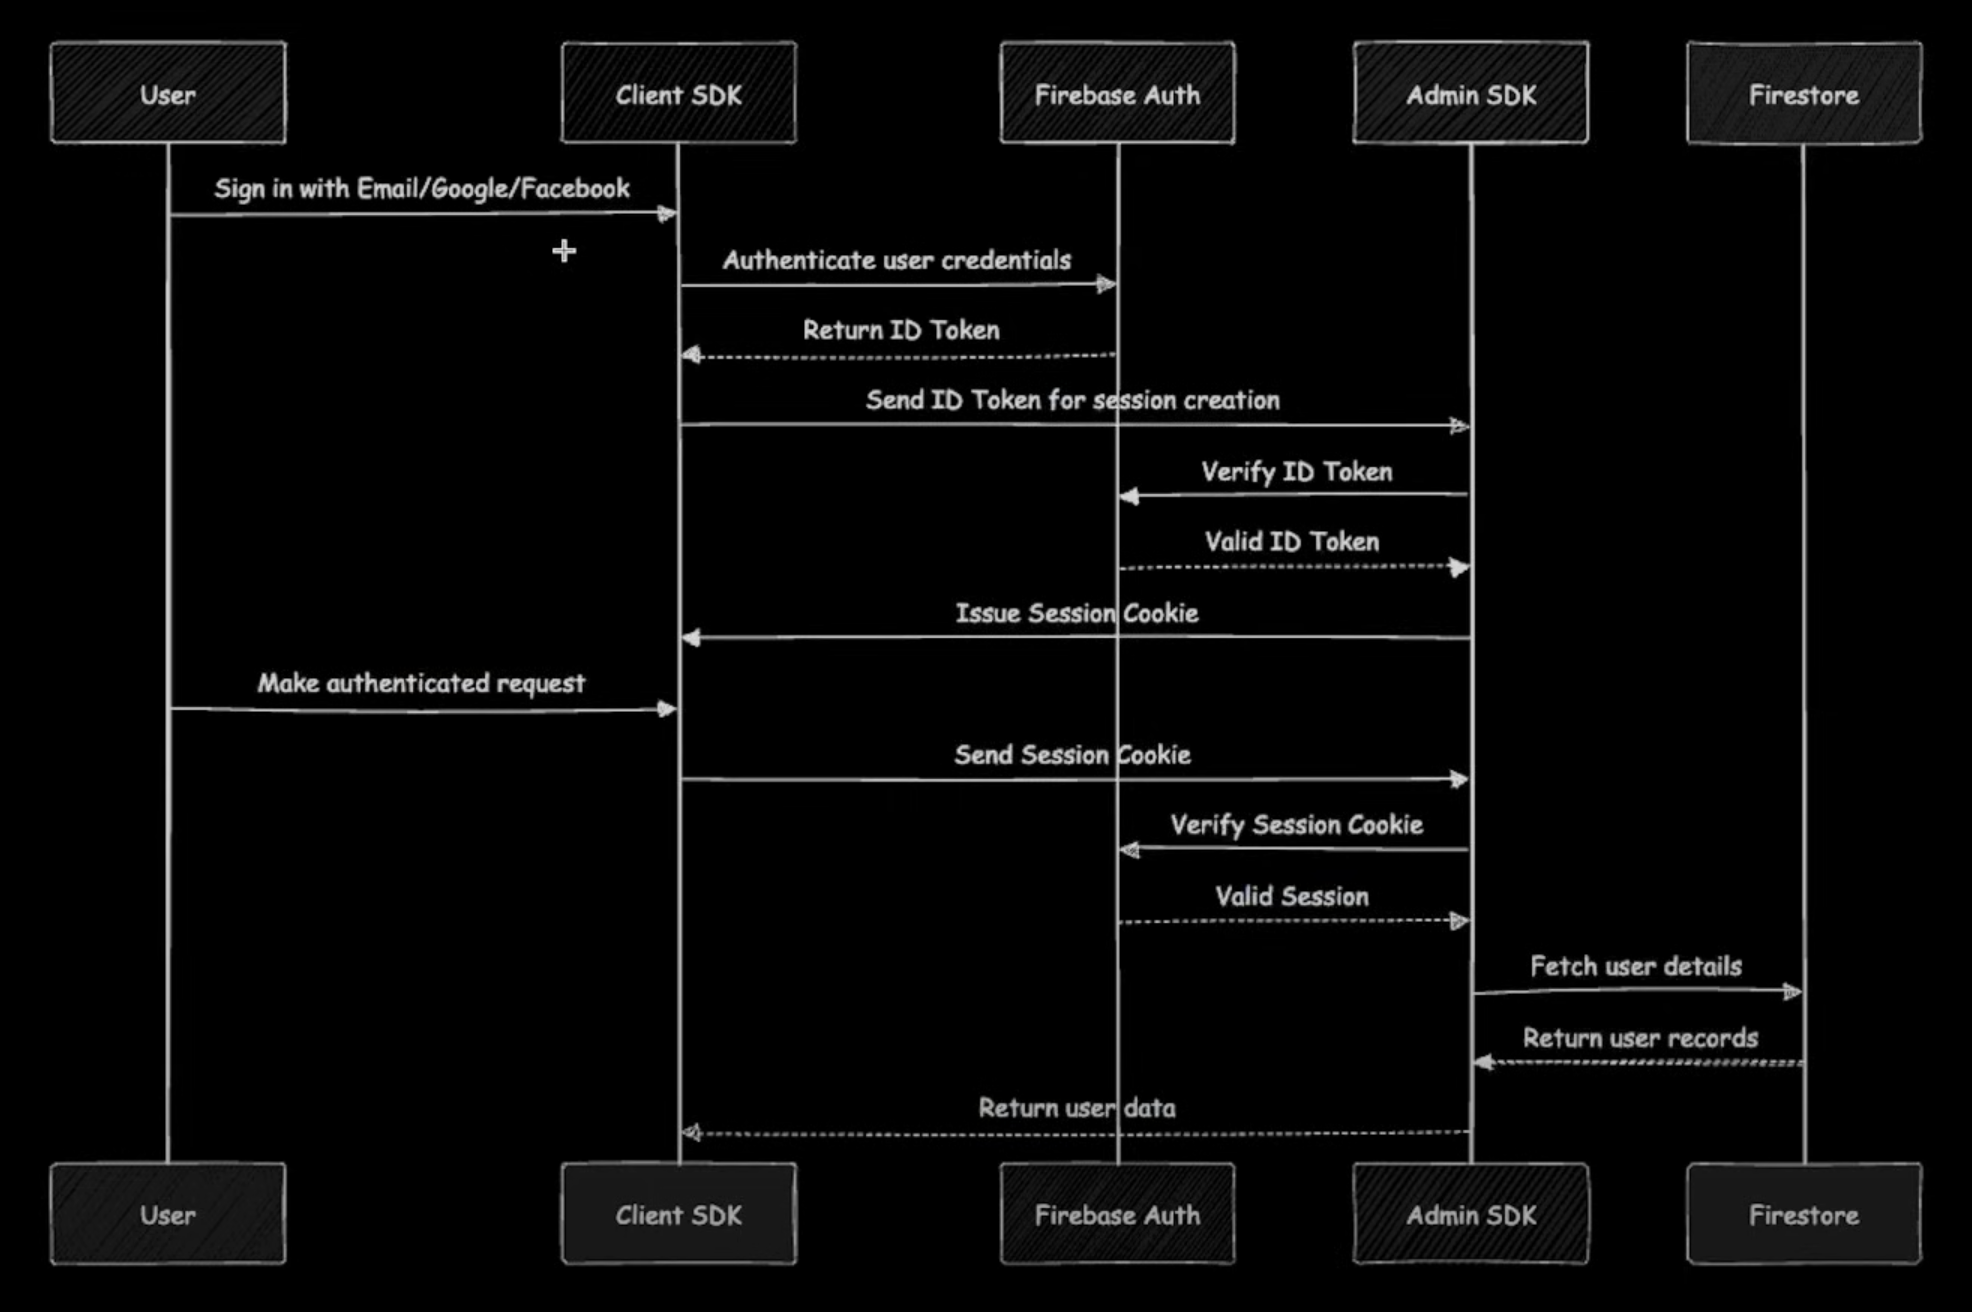 User
Client SDK
Firebase Auth
Admin SDK
Firestore
Sign in with Email/Google/Facebook
Authenticate user credentials
Return ID Token
Send ID Token for session creation
Verify ID Token
Valid ID Token
Issue Session Cookie
Make authenticated request
Send Session Cookie
Verify Session Cookie
Valid Session
Fetch user details
Return user records
Return user data
User
Client SDK
Firebase Auth
Admin SDK
Firestore